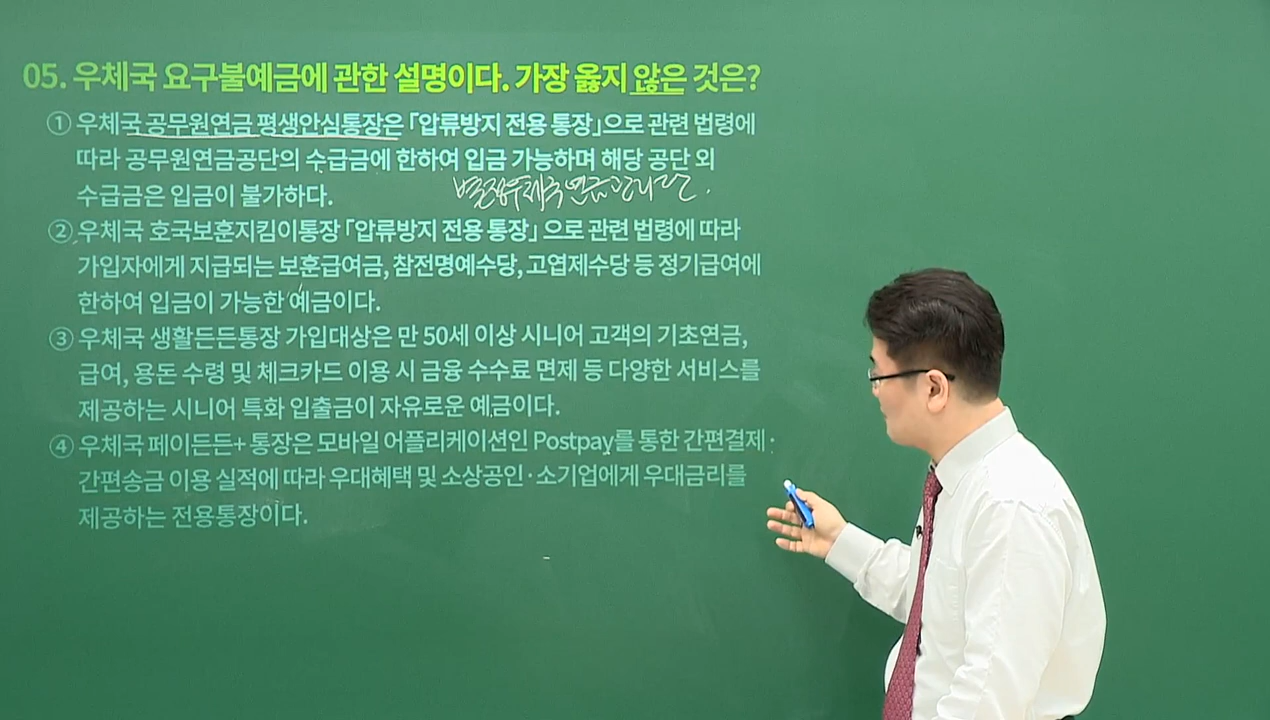 05. 우체국 요구불예금에 관한 설명이다. 가장 옳지 않은 것은?
① 우체국 공무원연금 평생안심통장은 「압류방지 전용 통장」으로 관련 법령에
따라 공무원연금공단의 수급금에 한하여 입금 가능하며 해당 공단 외
수급금은 입금이 불가하다.
별정우체국연금관리단.
② 우체국 호국보훈지킴이통장 「압류방지 전용 통장」 으로 관련 법령에 따라
가입자에게 지급되는 보훈급여금, 참전명예수당, 고엽제수당 등 정기급여에
한하여 입금이 가능한 예금이다.
③ 우체국 생활든든통장 가입대상은 만 50세 이상 시니어 고객의 기초연금,
급여, 용돈 수령 및 체크카드 이용 시 금융 수수료 면제 등 다양한 서비스를
제공하는 시니어 특화 입출금이 자유로운 예금이다.
④ 우체국 페이든든+ 통장은 모바일 어플리케이션인 Postpay를 통한 간편결제·
간편송금 이용 실적에 따라 우대혜택 및 소상공인·소기업에게 우대금리를
제공하는 전용통장이다.